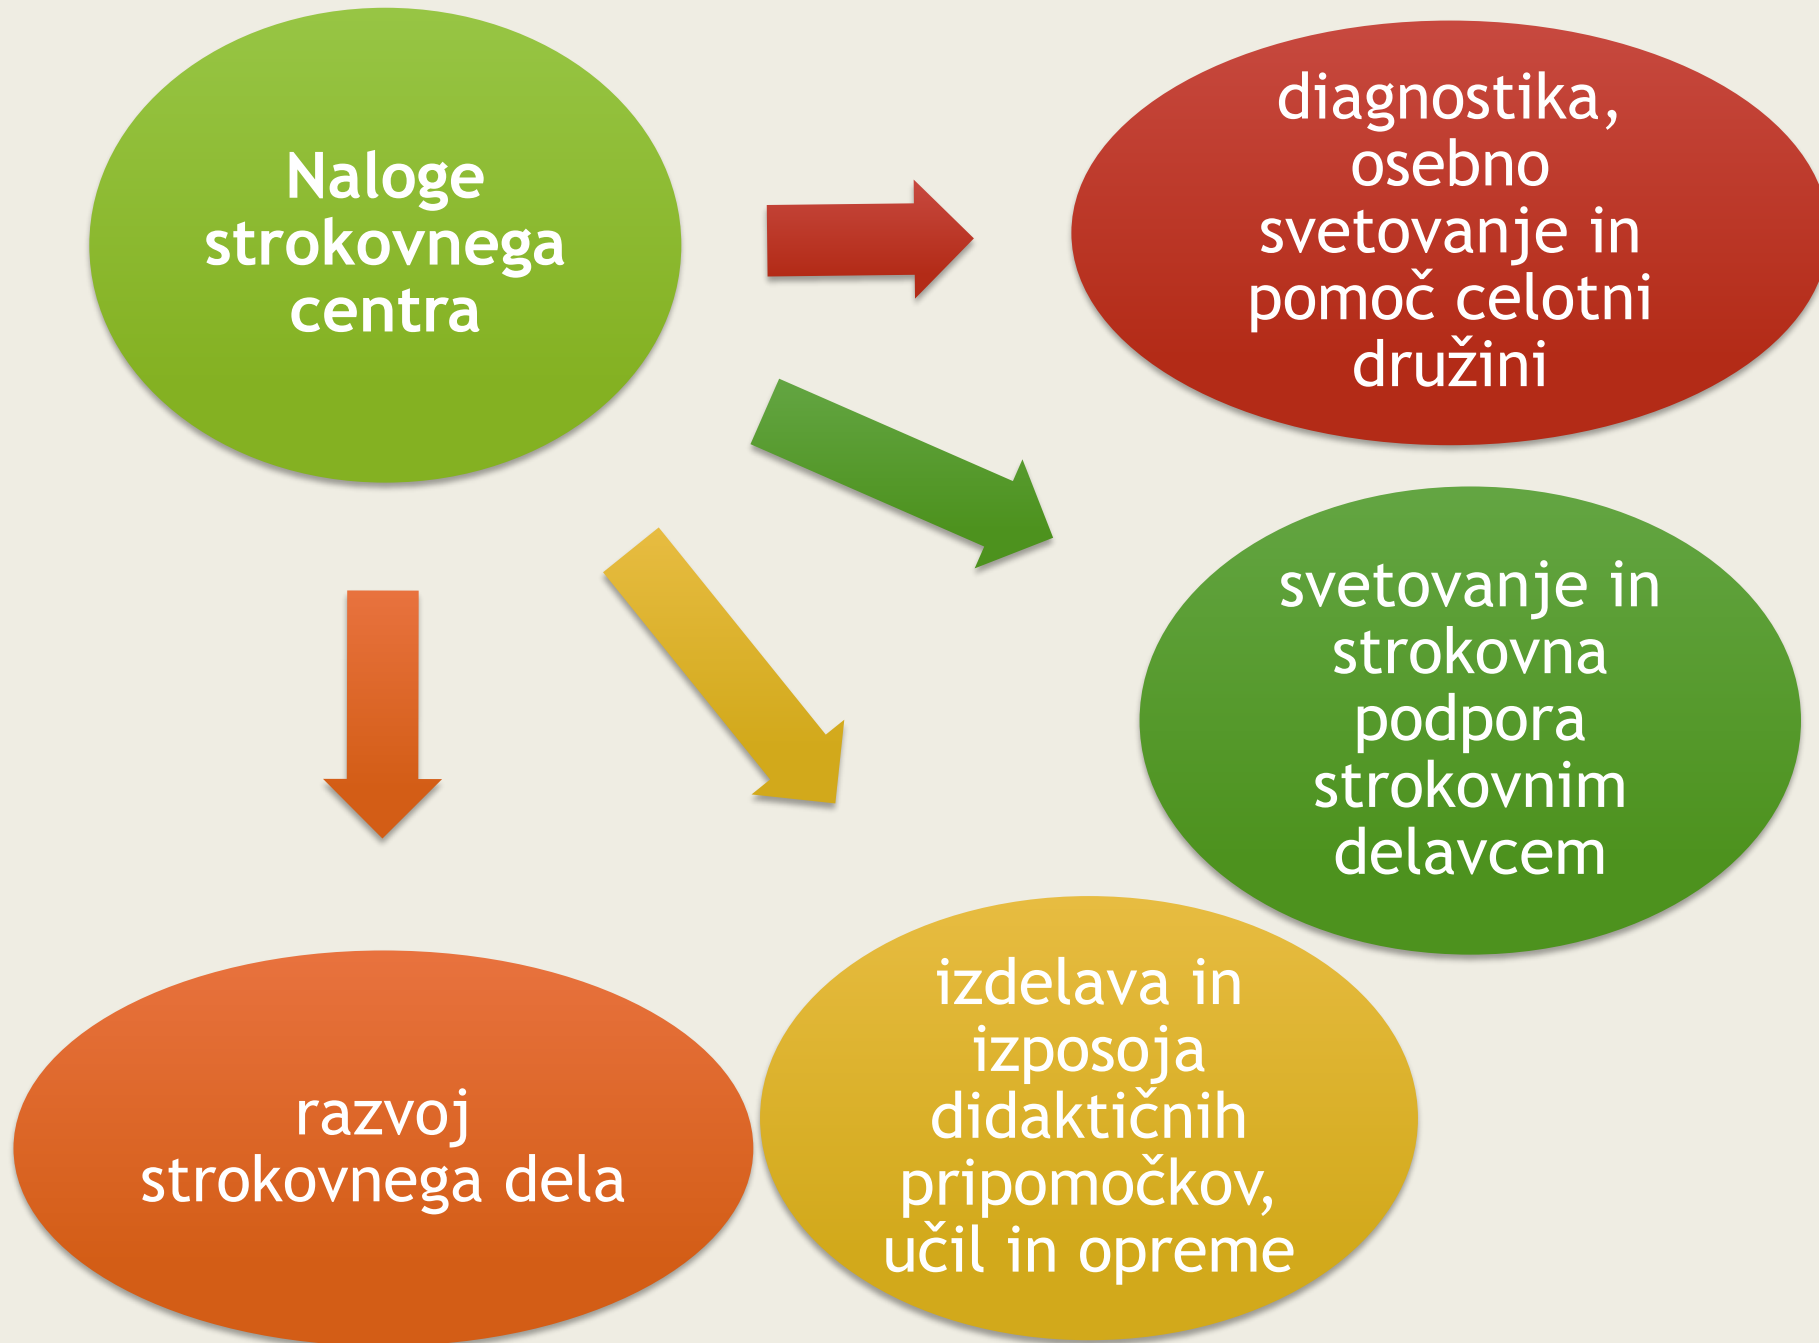 Naloge
strokovnega
centra
diagnostika,
osebno
svetovanje in
pomoč celotni
družini
svetovanje in
strokovna
podpora
strokovnim
delavcem
izdelava in
izposoja
didaktičnih
pripomočkov,
učil in opreme
razvoj
strokovnega dela